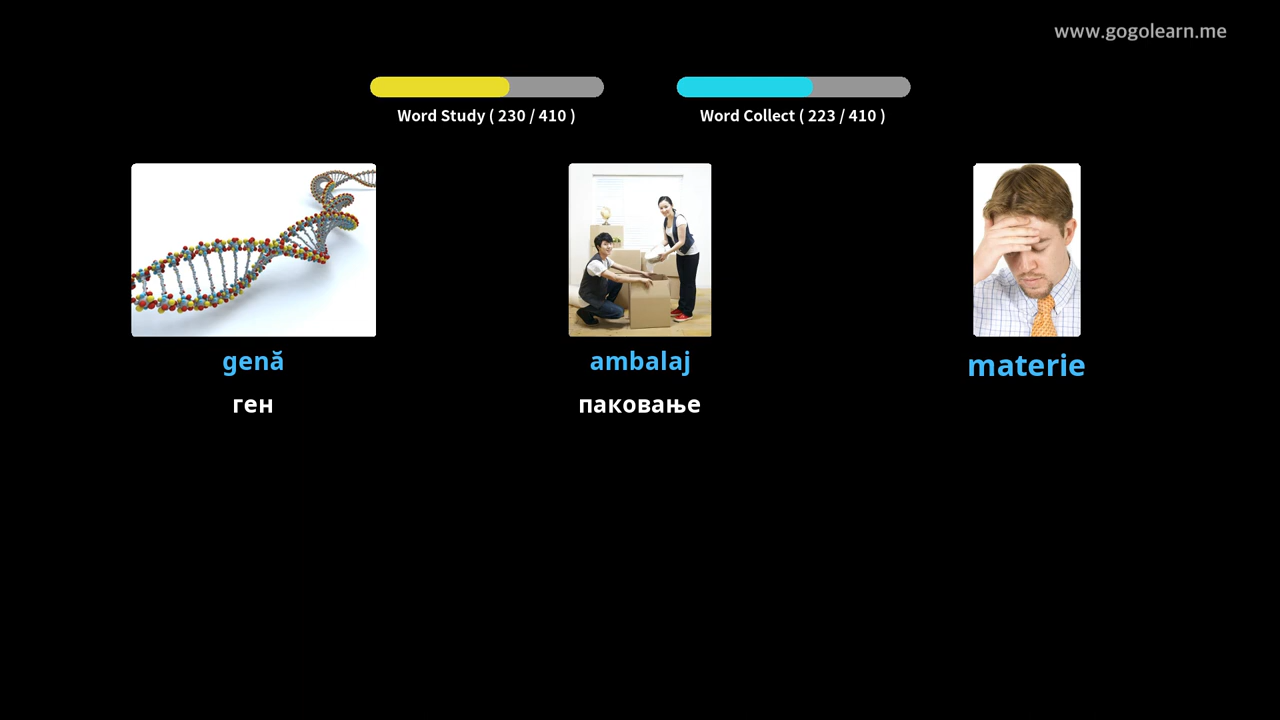 www.gogolearn.me
Word Study ( 230 / 410 )
Word Collect ( 223 / 410 )
genă
ambalaj
materie
ген
паковање